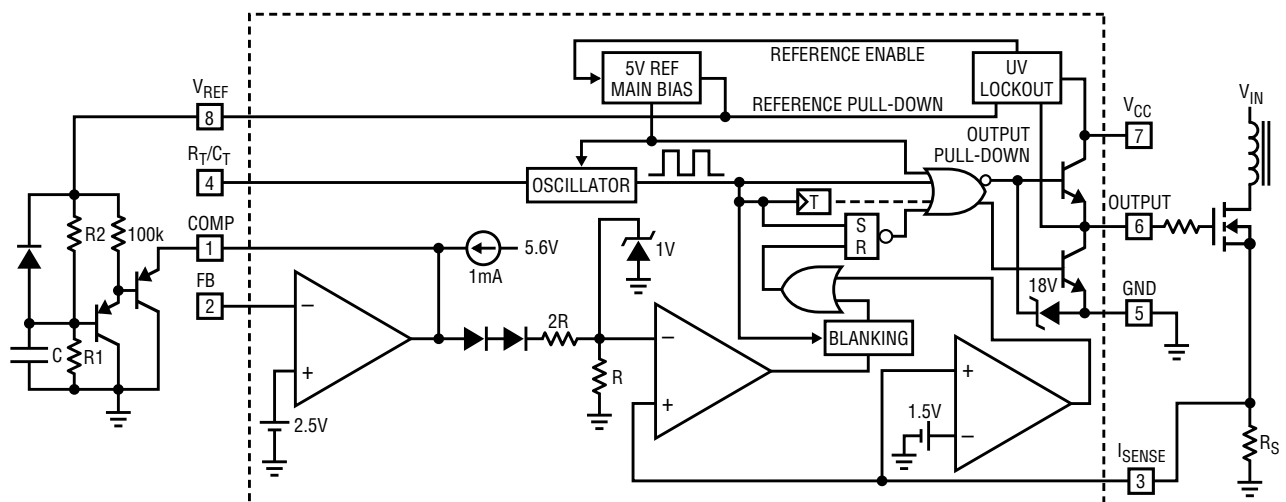 REFERENCE ENABLE
5V REF
MAIN BIAS
UV
LOCKOUT
V_REF
8
REFERENCE PULL-DOWN
V_CC
7
V_IN
R_T/C_T
4
OSCILLATOR
OUTPUT
PULL-DOWN
T
OUTPUT
6
R2
100k
COMP
1
1mA
5.6V
1V
S
R
FB
2
18V
GND
5
C
R1
−
+
2.5V
2R
R
−
+
BLANKING
+
−
1.5V
I_SENSE
3
R_S